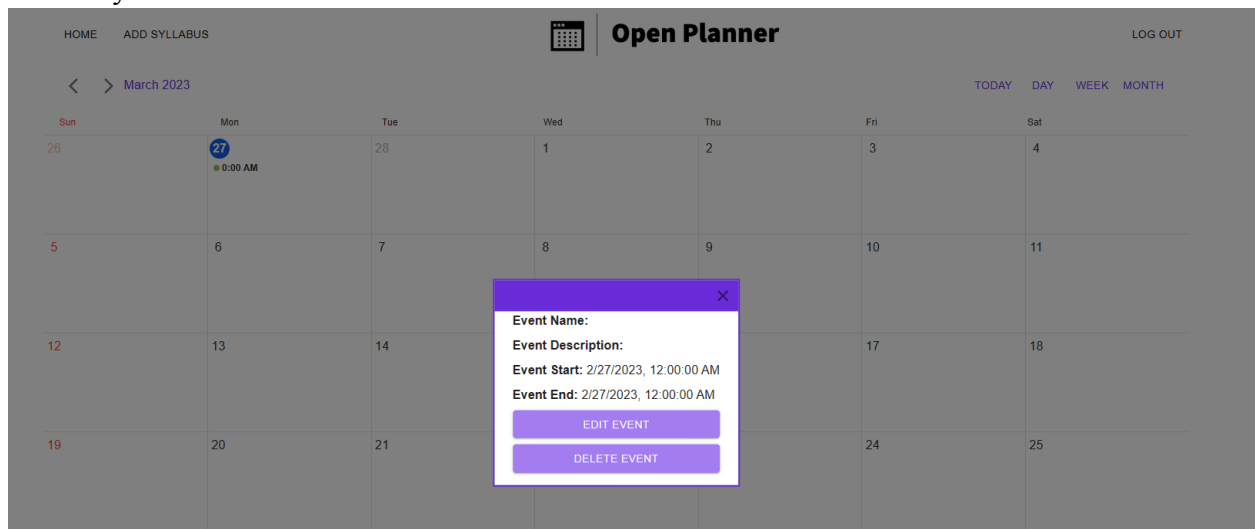 HOME ADD SYLLABUS Open Planner LOG OUT
March 2023 TODAY DAY WEEK MONTH
Sun Mon Tue Wed Thu Fri Sat
26 27 28 1 2 3 4
0:00 AM
5 6 7 8 9 10 11
Event Name:
Event Description:
12 13 14 17 18
Event Start: 2/27/2023, 12:00:00 AM
Event End: 2/27/2023, 12:00:00 AM
EDIT EVENT
19 20 21 24 25
DELETE EVENT